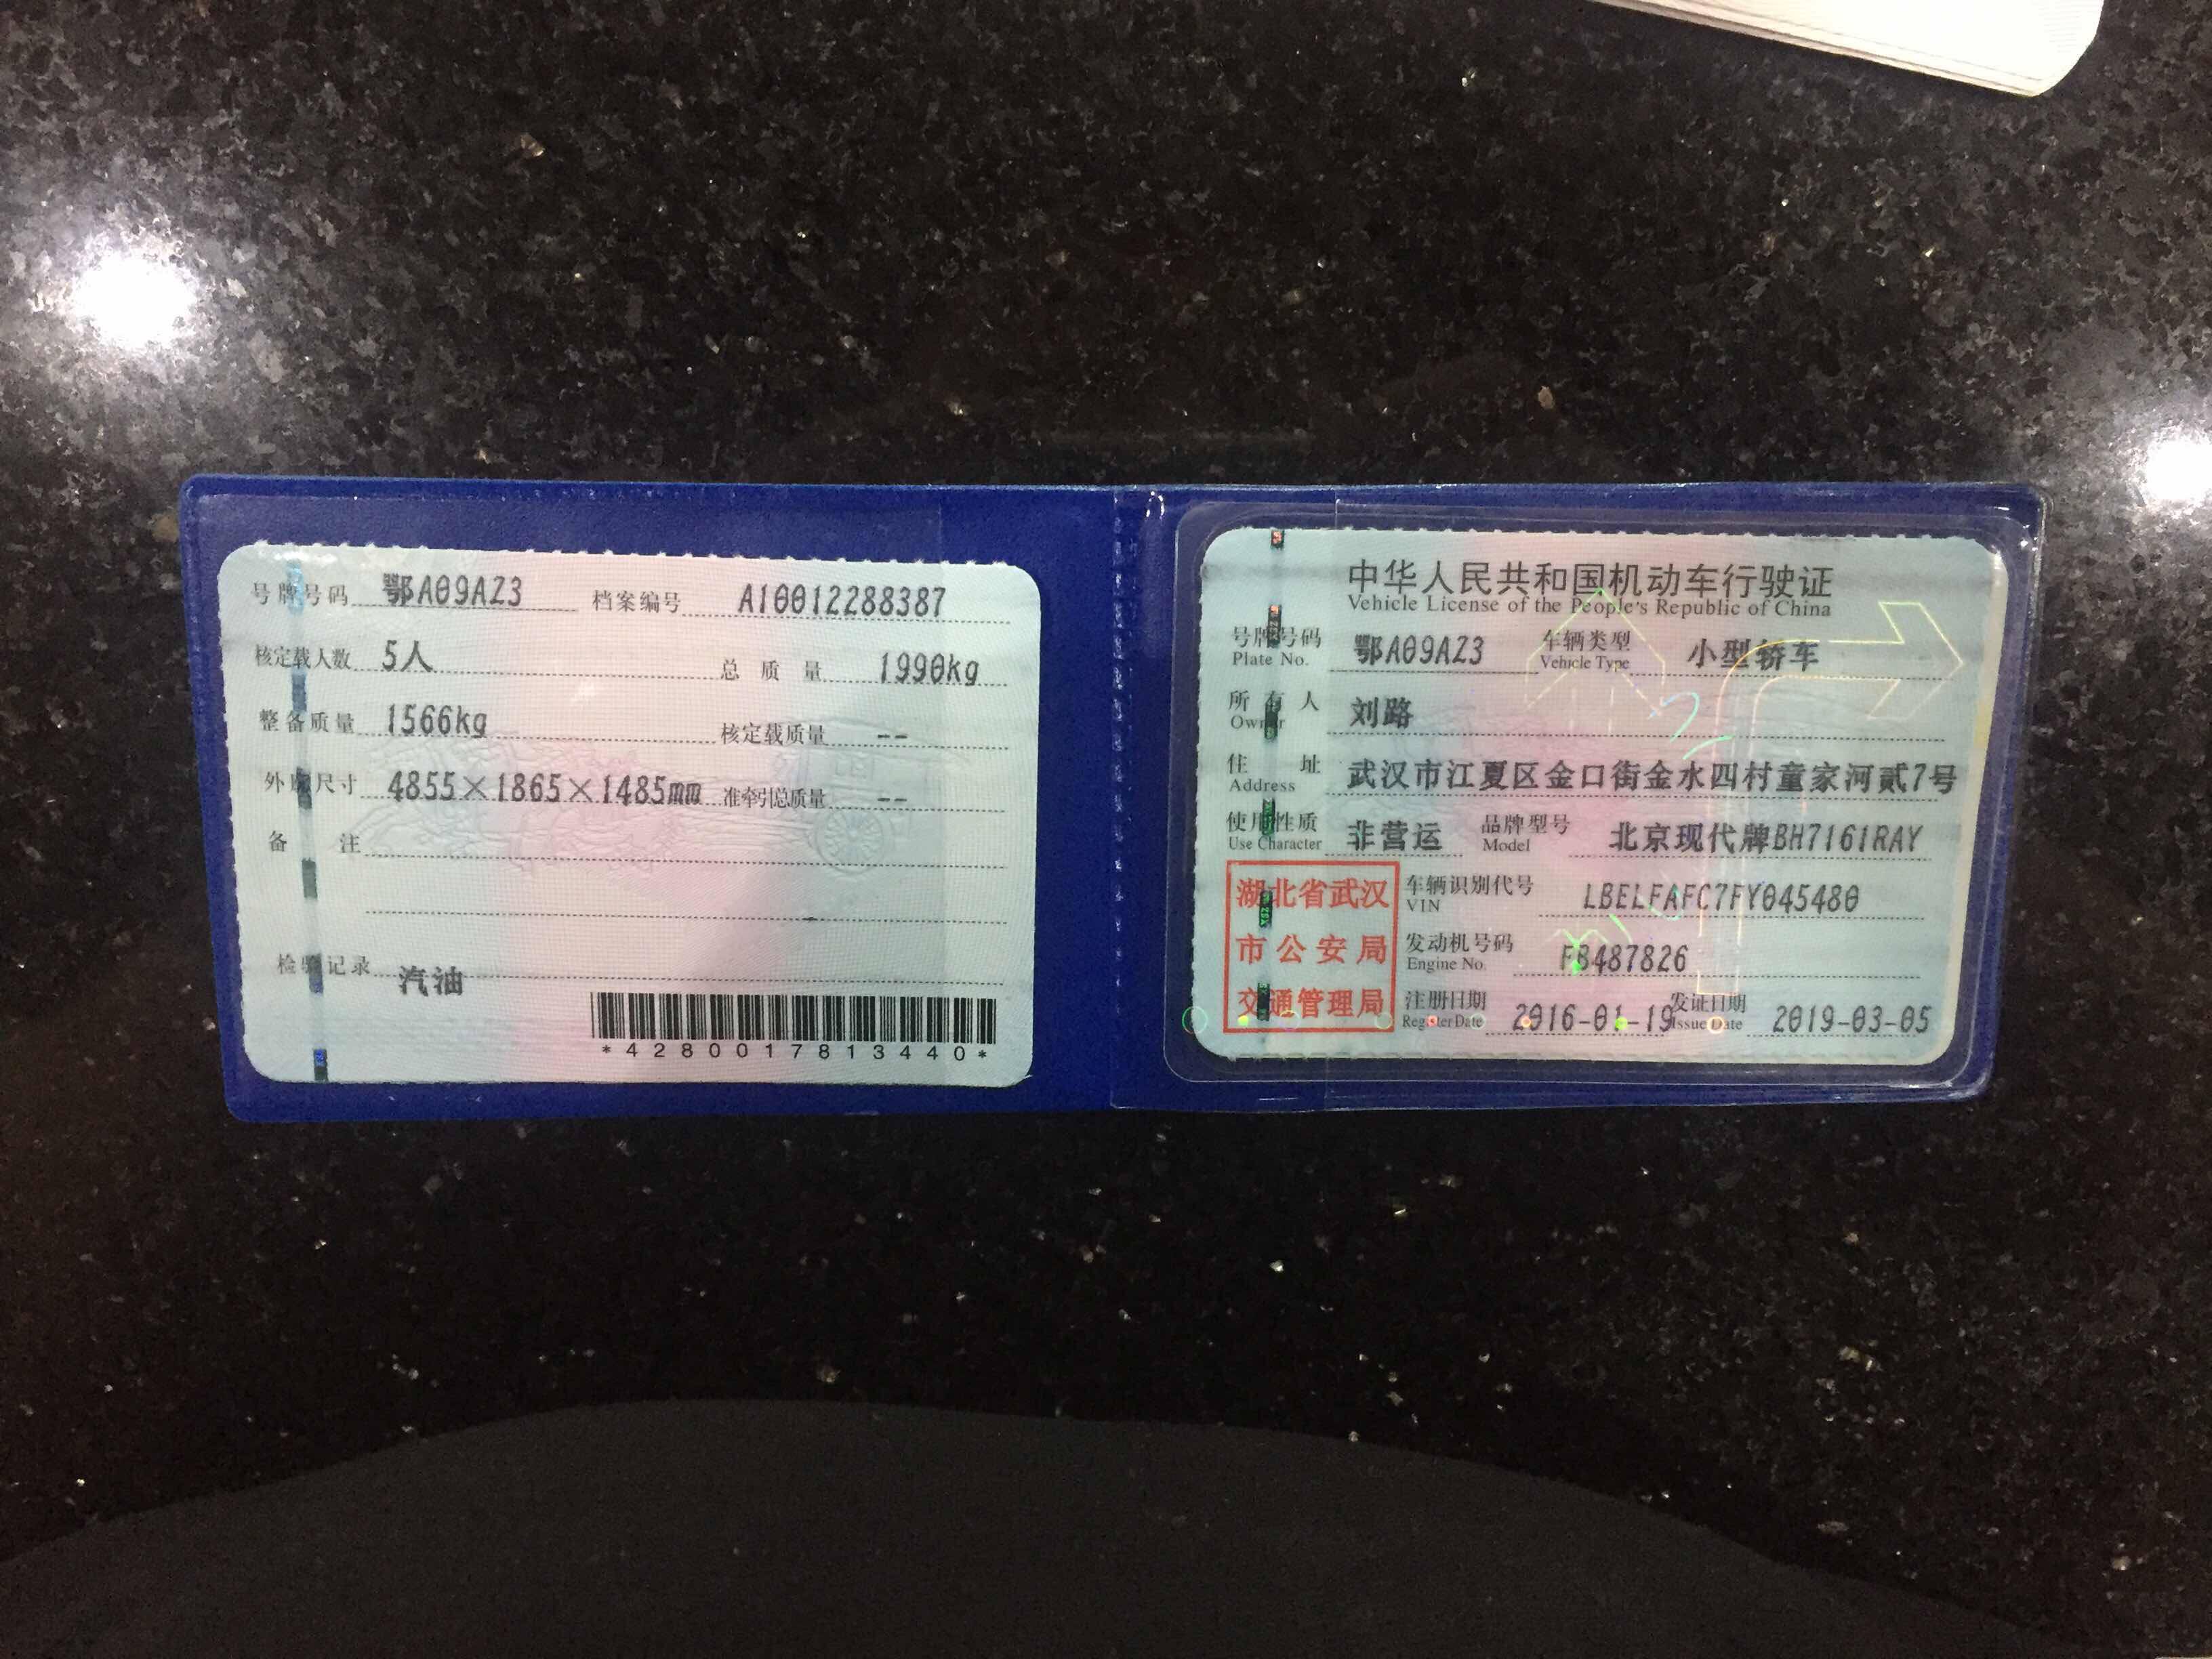 号牌号码 鄂A09AZ3 档案编号 A10012288387
核定载人数 5人 总质量 1990kg
整备质量 1566kg 核定载质量 --
外廓尺寸 4855×1865×1485mm 准牵引总质量 --
备注
检验记录 汽油
*4280017813440*
中华人民共和国机动车行驶证
Vehicle License of the People's Republic of China
号牌号码 鄂A09AZ3 车辆类型 小型轿车
Plate No. Vehicle Type
所有人 刘路
Owner
住址 武汉市江夏区金口街金水四村童家河贰7号
Address
使用性质 非营运 品牌型号 北京现代牌BH7161RAY
Use Character Model
湖北省武汉
市公安局
交通管理局
车辆识别代号 LBELFAFC7FY045480
VIN
发动机号码 FB487826
Engine No.
注册日期 2016-01-19 发证日期 2019-03-05
Register Date Issue Date